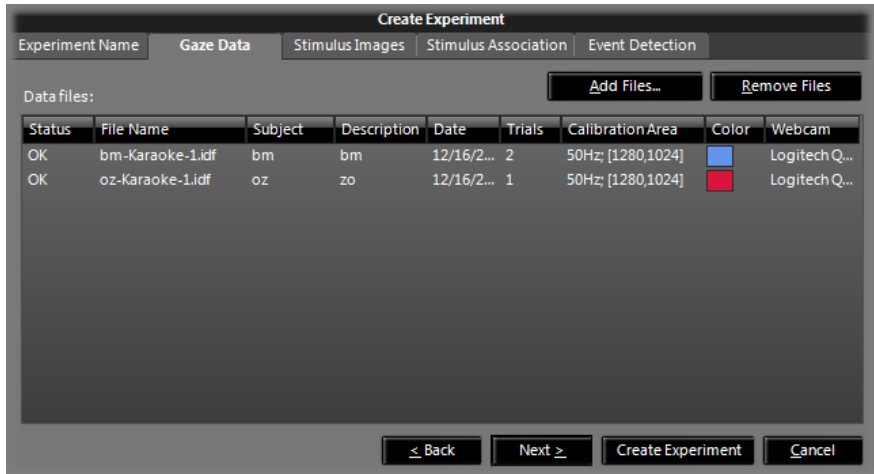 Create Experiment
Experiment Name Gaze Data Stimulus Images Stimulus Association Event Detection
Add Files... Remove Files
Data files:
Status File Name Subject Description Date Trials Calibration Area Color Webcam
OK bm-Karaoke-1.idf bm bm 12/16/2... 2 50Hz; [1280,1024] Logitech Q...
OK oz-Karaoke-1.idf oz zo 12/16/2... 1 50Hz; [1280,1024] Logitech Q...
< Back Next > Create Experiment Cancel